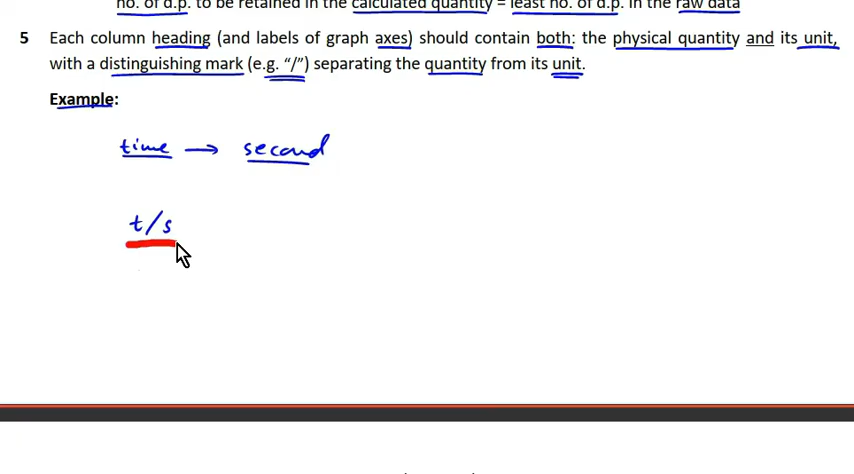 no. of d.p. to be retained in the calculated quantity = least no. of d.p. in the raw data
5 Each column heading (and labels of graph axes) should contain both: the physical quantity and its unit,
with a distinguishing mark (e.g. “/”) separating the quantity from its unit.
Example:
time → second
t/s